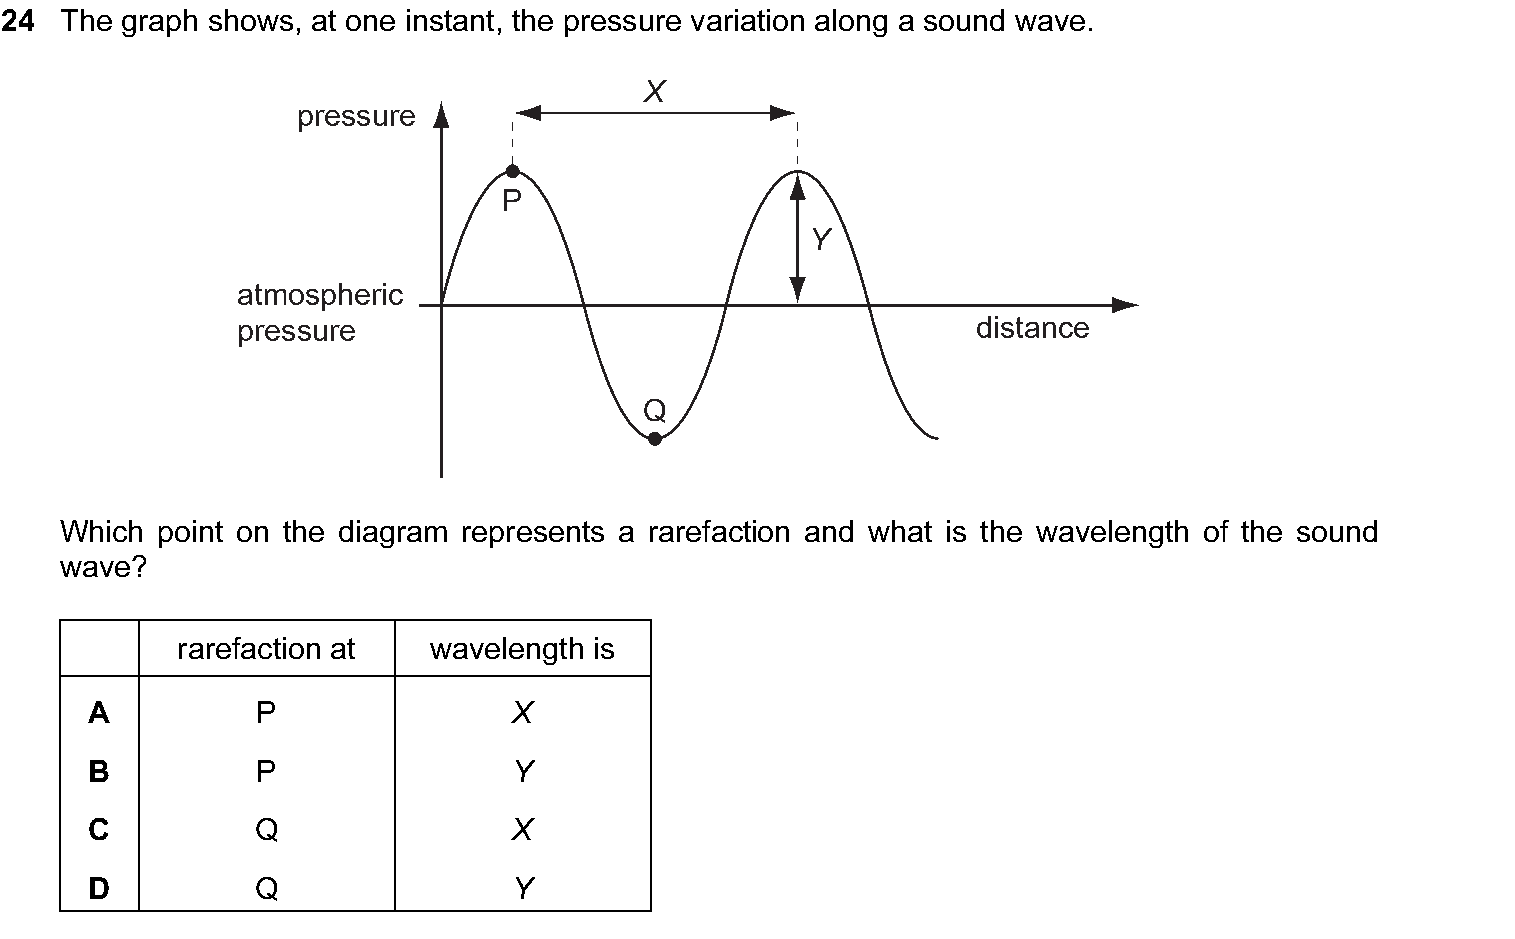 24 The graph shows, at one instant, the pressure variation along a sound wave.
X
pressure
P
Y
atmospheric
pressure
distance
Q
Which point on the diagram represents a rarefaction and what is the wavelength of the sound
wave?
rarefaction at wavelength is
A P X
B P Y
C Q X
D Q Y